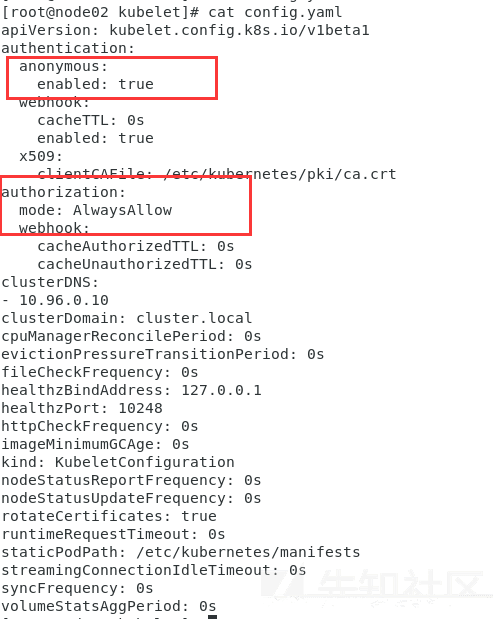 [root@node02 kubelet]# cat config.yaml
apiVersion: kubelet.config.k8s.io/v1beta1
authentication:
  anonymous:
    enabled: true
  webhook:
    cacheTTL: 0s
    enabled: true
  x509:
    clientCAFile: /etc/kubernetes/pki/ca.crt
authorization:
  mode: AlwaysAllow
  webhook:
    cacheAuthorizedTTL: 0s
    cacheUnauthorizedTTL: 0s
clusterDNS:
- 10.96.0.10
clusterDomain: cluster.local
cpuManagerReconcilePeriod: 0s
evictionPressureTransitionPeriod: 0s
fileCheckFrequency: 0s
healthzBindAddress: 127.0.0.1
healthzPort: 10248
httpCheckFrequency: 0s
imageMinimumGCAge: 0s
kind: KubeletConfiguration
nodeStatusReportFrequency: 0s
nodeStatusUpdateFrequency: 0s
rotateCertificates: true
runtimeRequestTimeout: 0s
staticPodPath: /etc/kubernetes/manifests
streamingConnectionIdleTimeout: 0s
syncFrequency: 0s
volumeStatsAggPeriod: 0s
先知社区